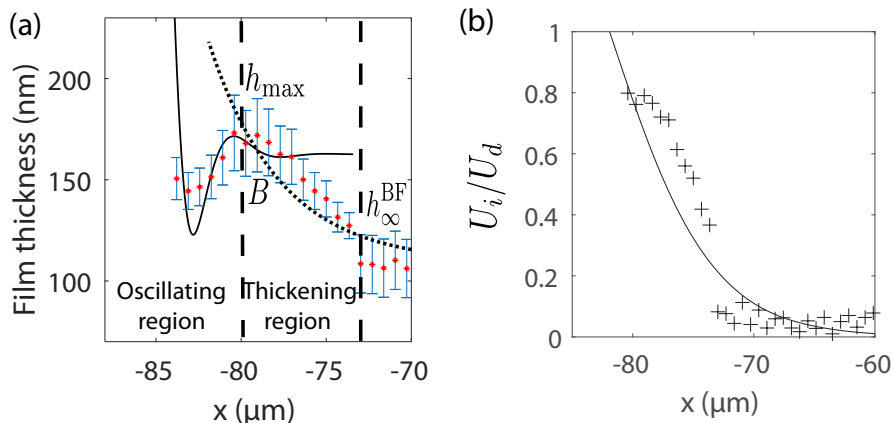 (a)
Film thickness (nm)
200
150
100
h_max
B
h_∞^BF
Oscillating region
Thickening region
-85
-80
-75
-70
x (μm)
(b)
U_i/U_d
1
0.8
0.6
0.4
0.2
0
-80
-70
-60
x (μm)